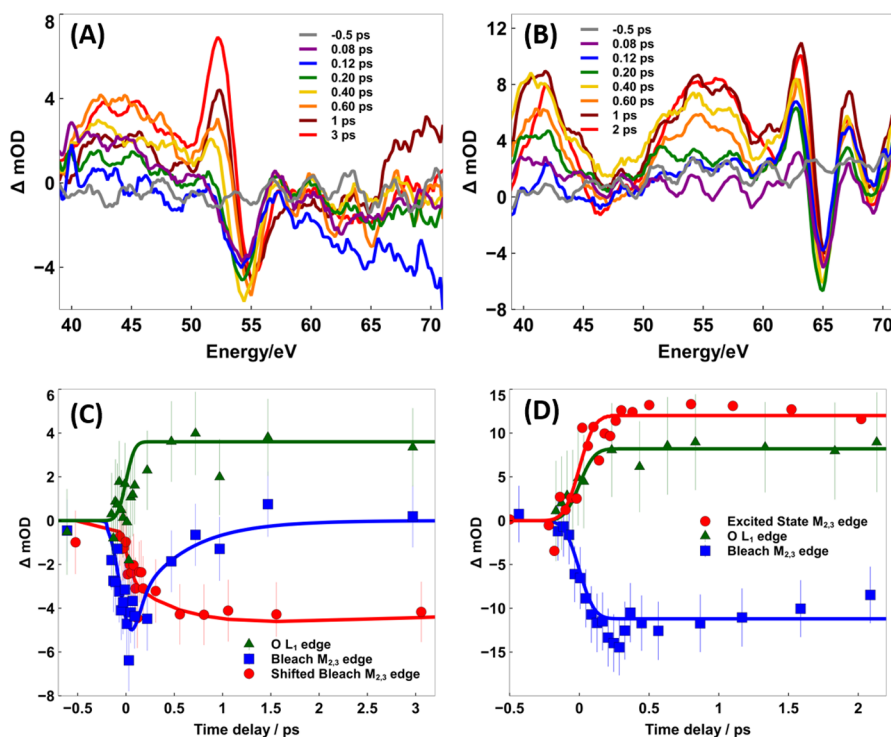 (A)
8
4
0
−4
Δ mOD
-0.5 ps
0.08 ps
0.12 ps
0.20 ps
0.40 ps
0.60 ps
1 ps
3 ps
40 45 50 55 60 65 70
Energy/eV
(B)
12
8
4
0
−4
−8
Δ mOD
-0.5 ps
0.08 ps
0.12 ps
0.20 ps
0.40 ps
0.60 ps
1 ps
2 ps
40 45 50 55 60 65 70
Energy/eV
(C)
6
4
2
0
−2
−4
−6
−8
Δ mOD
O L₁ edge
Bleach M₂,₃ edge
Shifted Bleach M₂,₃ edge
−0.5 0 0.5 1 1.5 2 2.5 3
Time delay / ps
(D)
15
10
5
0
−5
−10
−15
Δ mOD
Excited State M₂,₃ edge
O L₁ edge
Bleach M₂,₃ edge
−0.5 0 0.5 1 1.5 2
Time delay / ps